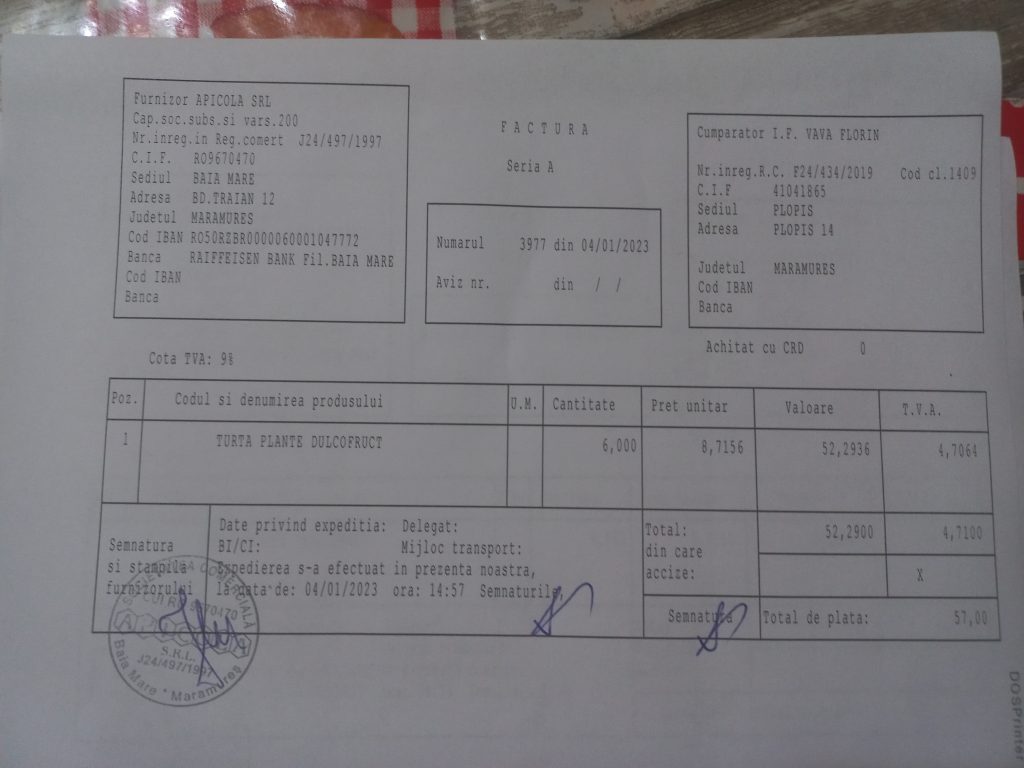 Furnizor APICOLA SRL
Cap.soc.subs.si vars.200
Nr.inreg.in Reg.comert J24/497/1997
C.I.F. RO9670470
Sediul BAIA MARE
Adresa BD.TRAIAN 12
Judetul MARAMURES
Cod IBAN RO50RZBR0000060001047772
Banca RAIFFEISEN BANK Fil.BAIA MARE
Cod IBAN
Banca
F A C T U R A
Seria A
Numarul 3977 din 04/01/2023
Aviz nr. din / /
Cumparator I.F. VAVA FLORIN
Nr.inreg.R.C. F24/434/2019 Cod cl.1409
C.I.F 41041865
Sediul PLOPIS
Adresa PLOPIS 14
Judetul MARAMURES
Cod IBAN
Banca
Achitat cu CRD 0
Cota TVA: 9%
Poz. Codul si denumirea produsului U.M. Cantitate Pret unitar Valoare T.V.A.
1 TURTA PLANTE DULCOFRUCT 6,000 8,7156 52,2936 4,7064
Semnatura
si stampila
furnizorului
Date privind expeditia: Delegat:
BI/CI: Mijloc transport:
Expedierea s-a efectuat in prezenta noastra,
la data de: 04/01/2023 ora: 14:57 Semnaturile,
Total: 52,2900 4,7100
din care
accize: X
Semnatura Total de plata: 57,00
COMERCIALĂ
9670470
S.R.L.
J24/497/1997
Baia Mare * Maramureș
DOSPrinter